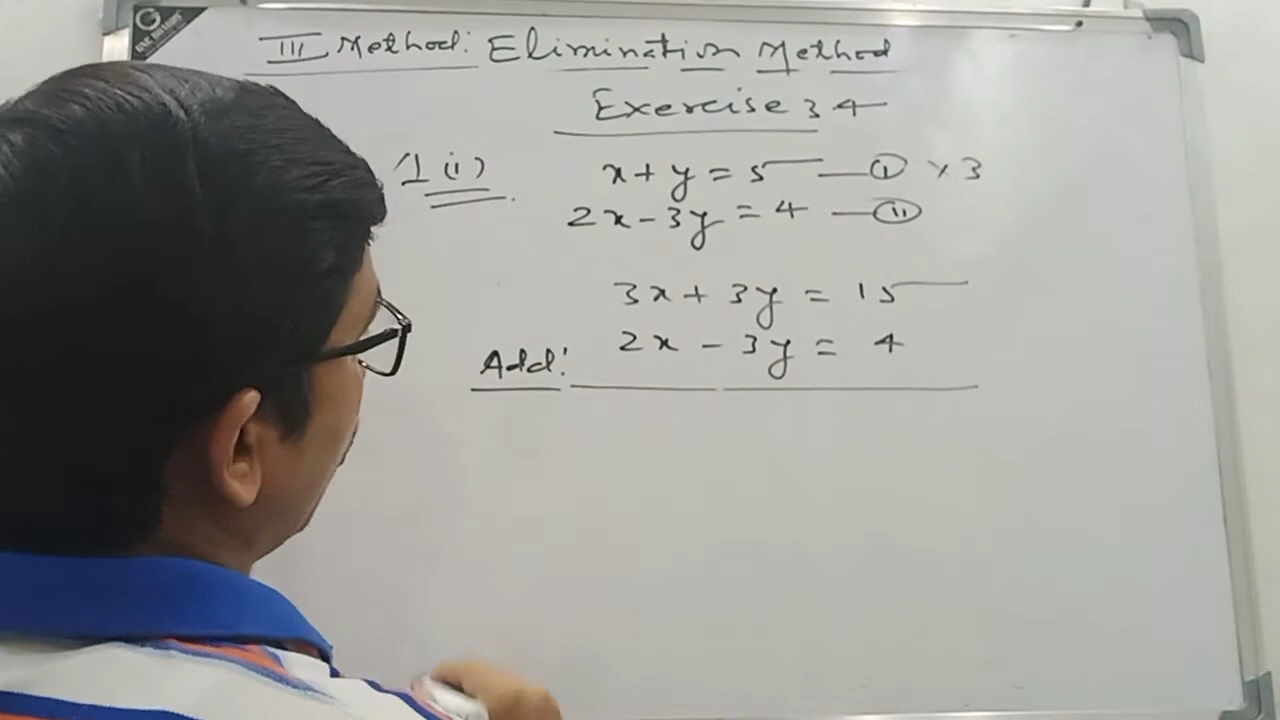 III Method: Elimination Method
Exercise 3 4
1 (i) x + y = 5 — (I) × 3
2x - 3y = 4 — (II)
3x + 3y = 15
2x - 3y = 4
Add: